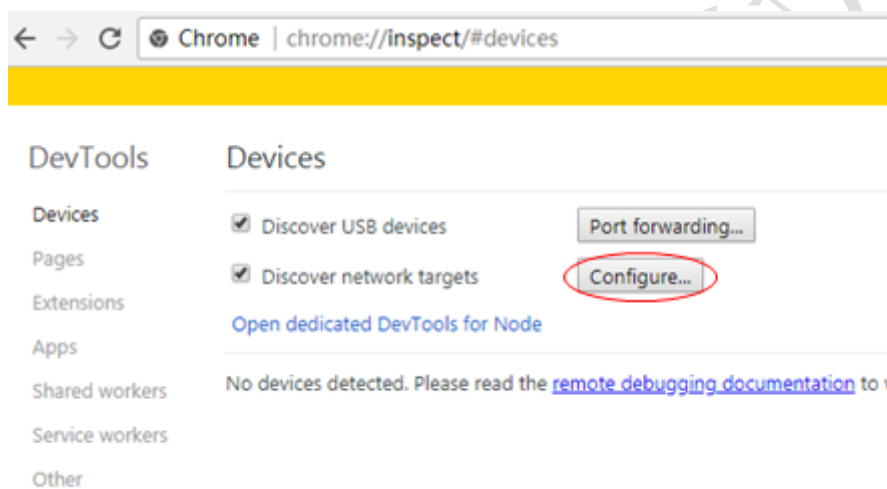 Chrome | chrome://inspect/#devices
DevTools
Devices
Pages
Extensions
Apps
Shared workers
Service workers
Other
Devices
Discover USB devices Port forwarding...
Discover network targets Configure...
Open dedicated DevTools for Node
No devices detected. Please read the remote debugging documentation to